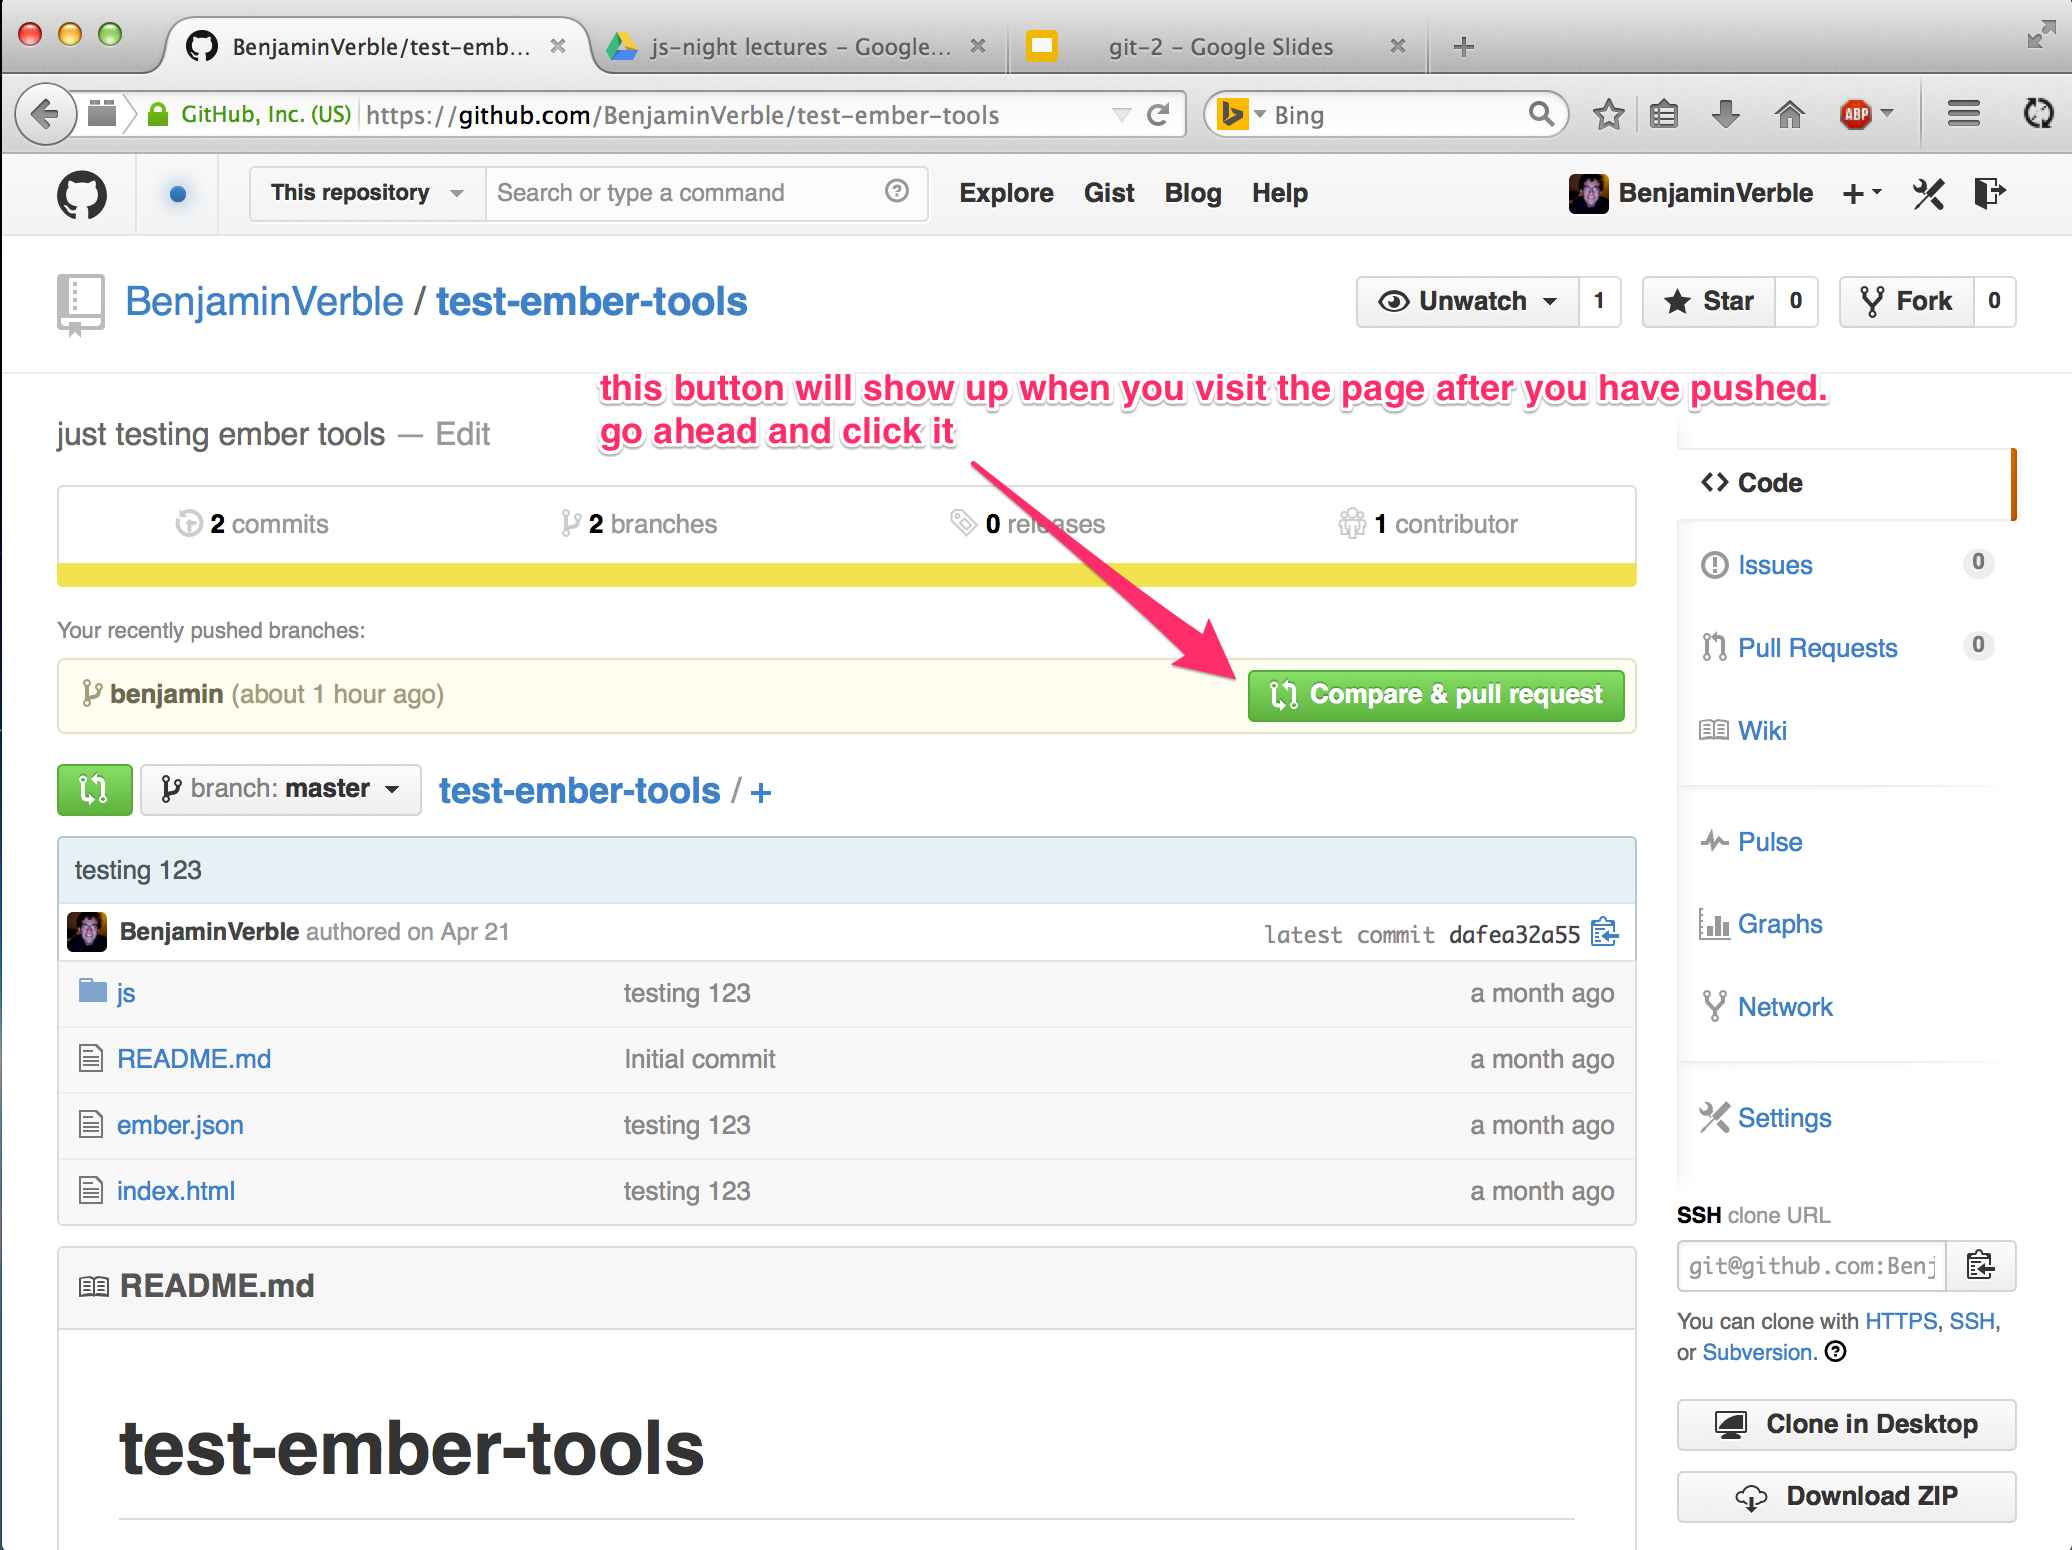 BenjaminVerble/test-emb...
js-night lectures – Google...
git-2 – Google Slides
GitHub, Inc. (US)
https://github.com/BenjaminVerble/test-ember-tools
Bing
ABP
This repository
Search or type a command
Explore
Gist
Blog
Help
BenjaminVerble
BenjaminVerble / test-ember-tools
Unwatch 1
Star 0
Fork 0
this button will show up when you visit the page after you have pushed.
go ahead and click it
just testing ember tools — Edit
2 commits
2 branches
0 releases
1 contributor
Your recently pushed branches:
benjamin (about 1 hour ago)
Compare & pull request
branch: master
test-ember-tools / +
testing 123
BenjaminVerble authored on Apr 21
latest commit dafea32a55
js testing 123 a month ago
README.md Initial commit a month ago
ember.json testing 123 a month ago
index.html testing 123 a month ago
README.md
test-ember-tools
Code
Issues 0
Pull Requests 0
Wiki
Pulse
Graphs
Network
Settings
SSH clone URL
git@github.com:Benj
You can clone with HTTPS, SSH,
or Subversion.
Clone in Desktop
Download ZIP